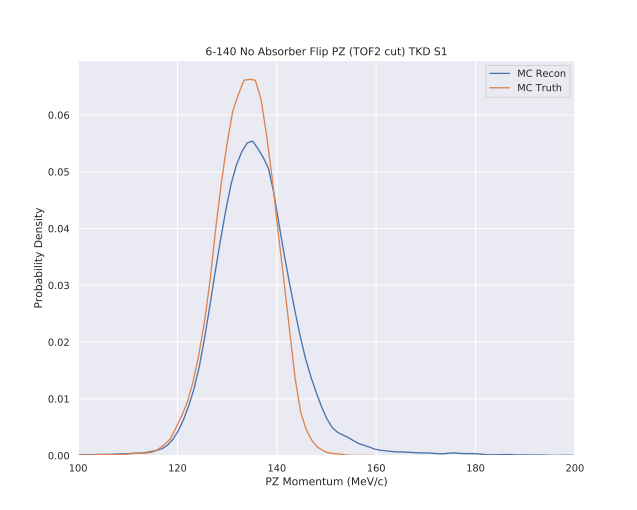 6-140 No Absorber Flip PZ (TOF2 cut) TKD S1
MC Recon
MC Truth
Probability Density
0.06
0.05
0.04
0.03
0.02
0.01
0.00
100 120 140 160 180 200
PZ Momentum (MeV/c)